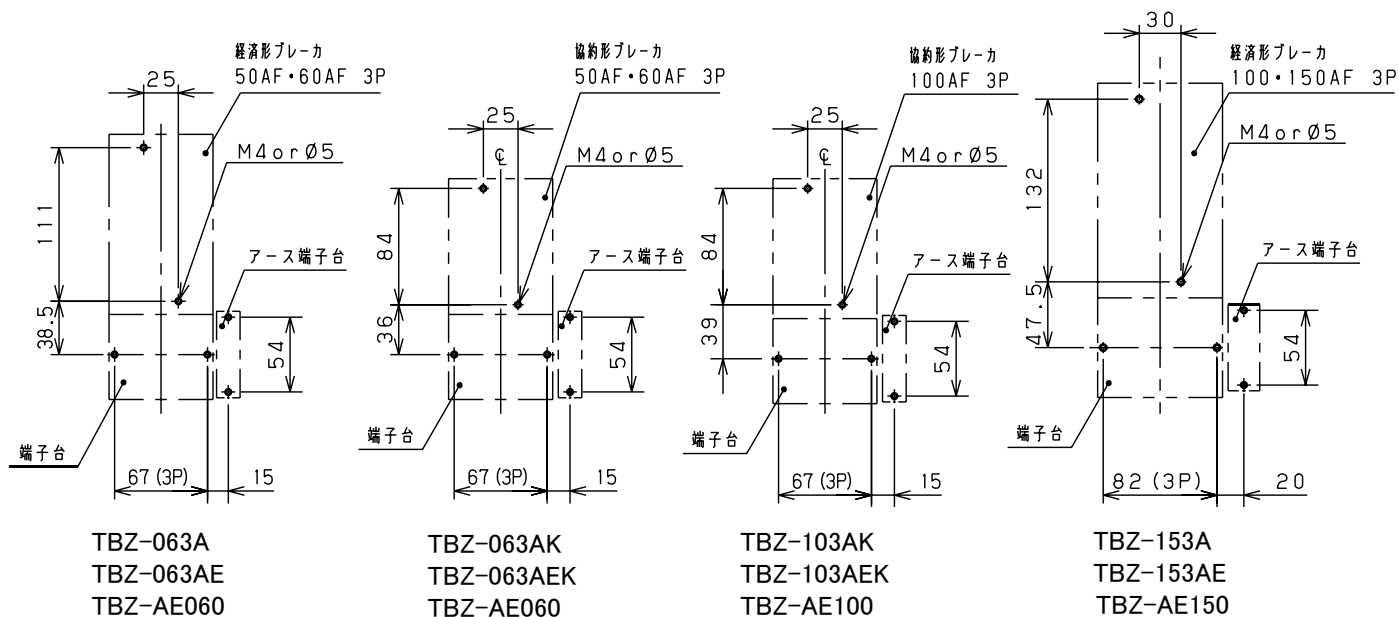 経済形ブレーカ
50AF・60AF 3P
25
M4orØ5
111
38.5
アース端子台
54
端子台
67(3P)
15
TBZ-063A
TBZ-063AE
TBZ-AE060
協約形ブレーカ
50AF・60AF 3P
25
℄
M4orØ5
84
36
アース端子台
54
端子台
67(3P)
15
TBZ-063AK
TBZ-063AEK
TBZ-AE060
協約形ブレーカ
100AF 3P
25
℄
M4orØ5
84
39
アース端子台
54
端子台
67(3P)
15
TBZ-103AK
TBZ-103AEK
TBZ-AE100
30
経済形ブレーカ
100・150AF 3P
M4orØ5
132
47.5
アース端子台
54
端子台
82(3P)
20
TBZ-153A
TBZ-153AE
TBZ-AE150